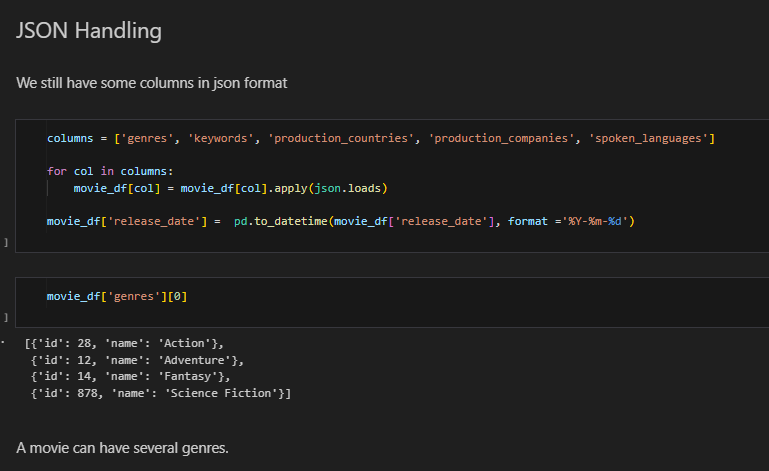 JSON Handling
We still have some columns in json format
columns = ['genres', 'keywords', 'production_countries', 'production_companies', 'spoken_languages']
for col in columns:
    movie_df[col] = movie_df[col].apply(json.loads)
movie_df['release_date'] =  pd.to_datetime(movie_df['release_date'], format ='%Y-%m-%d')
]
movie_df['genres'][0]
]
[{'id': 28, 'name': 'Action'},
 {'id': 12, 'name': 'Adventure'},
 {'id': 14, 'name': 'Fantasy'},
 {'id': 878, 'name': 'Science Fiction'}]
A movie can have several genres.